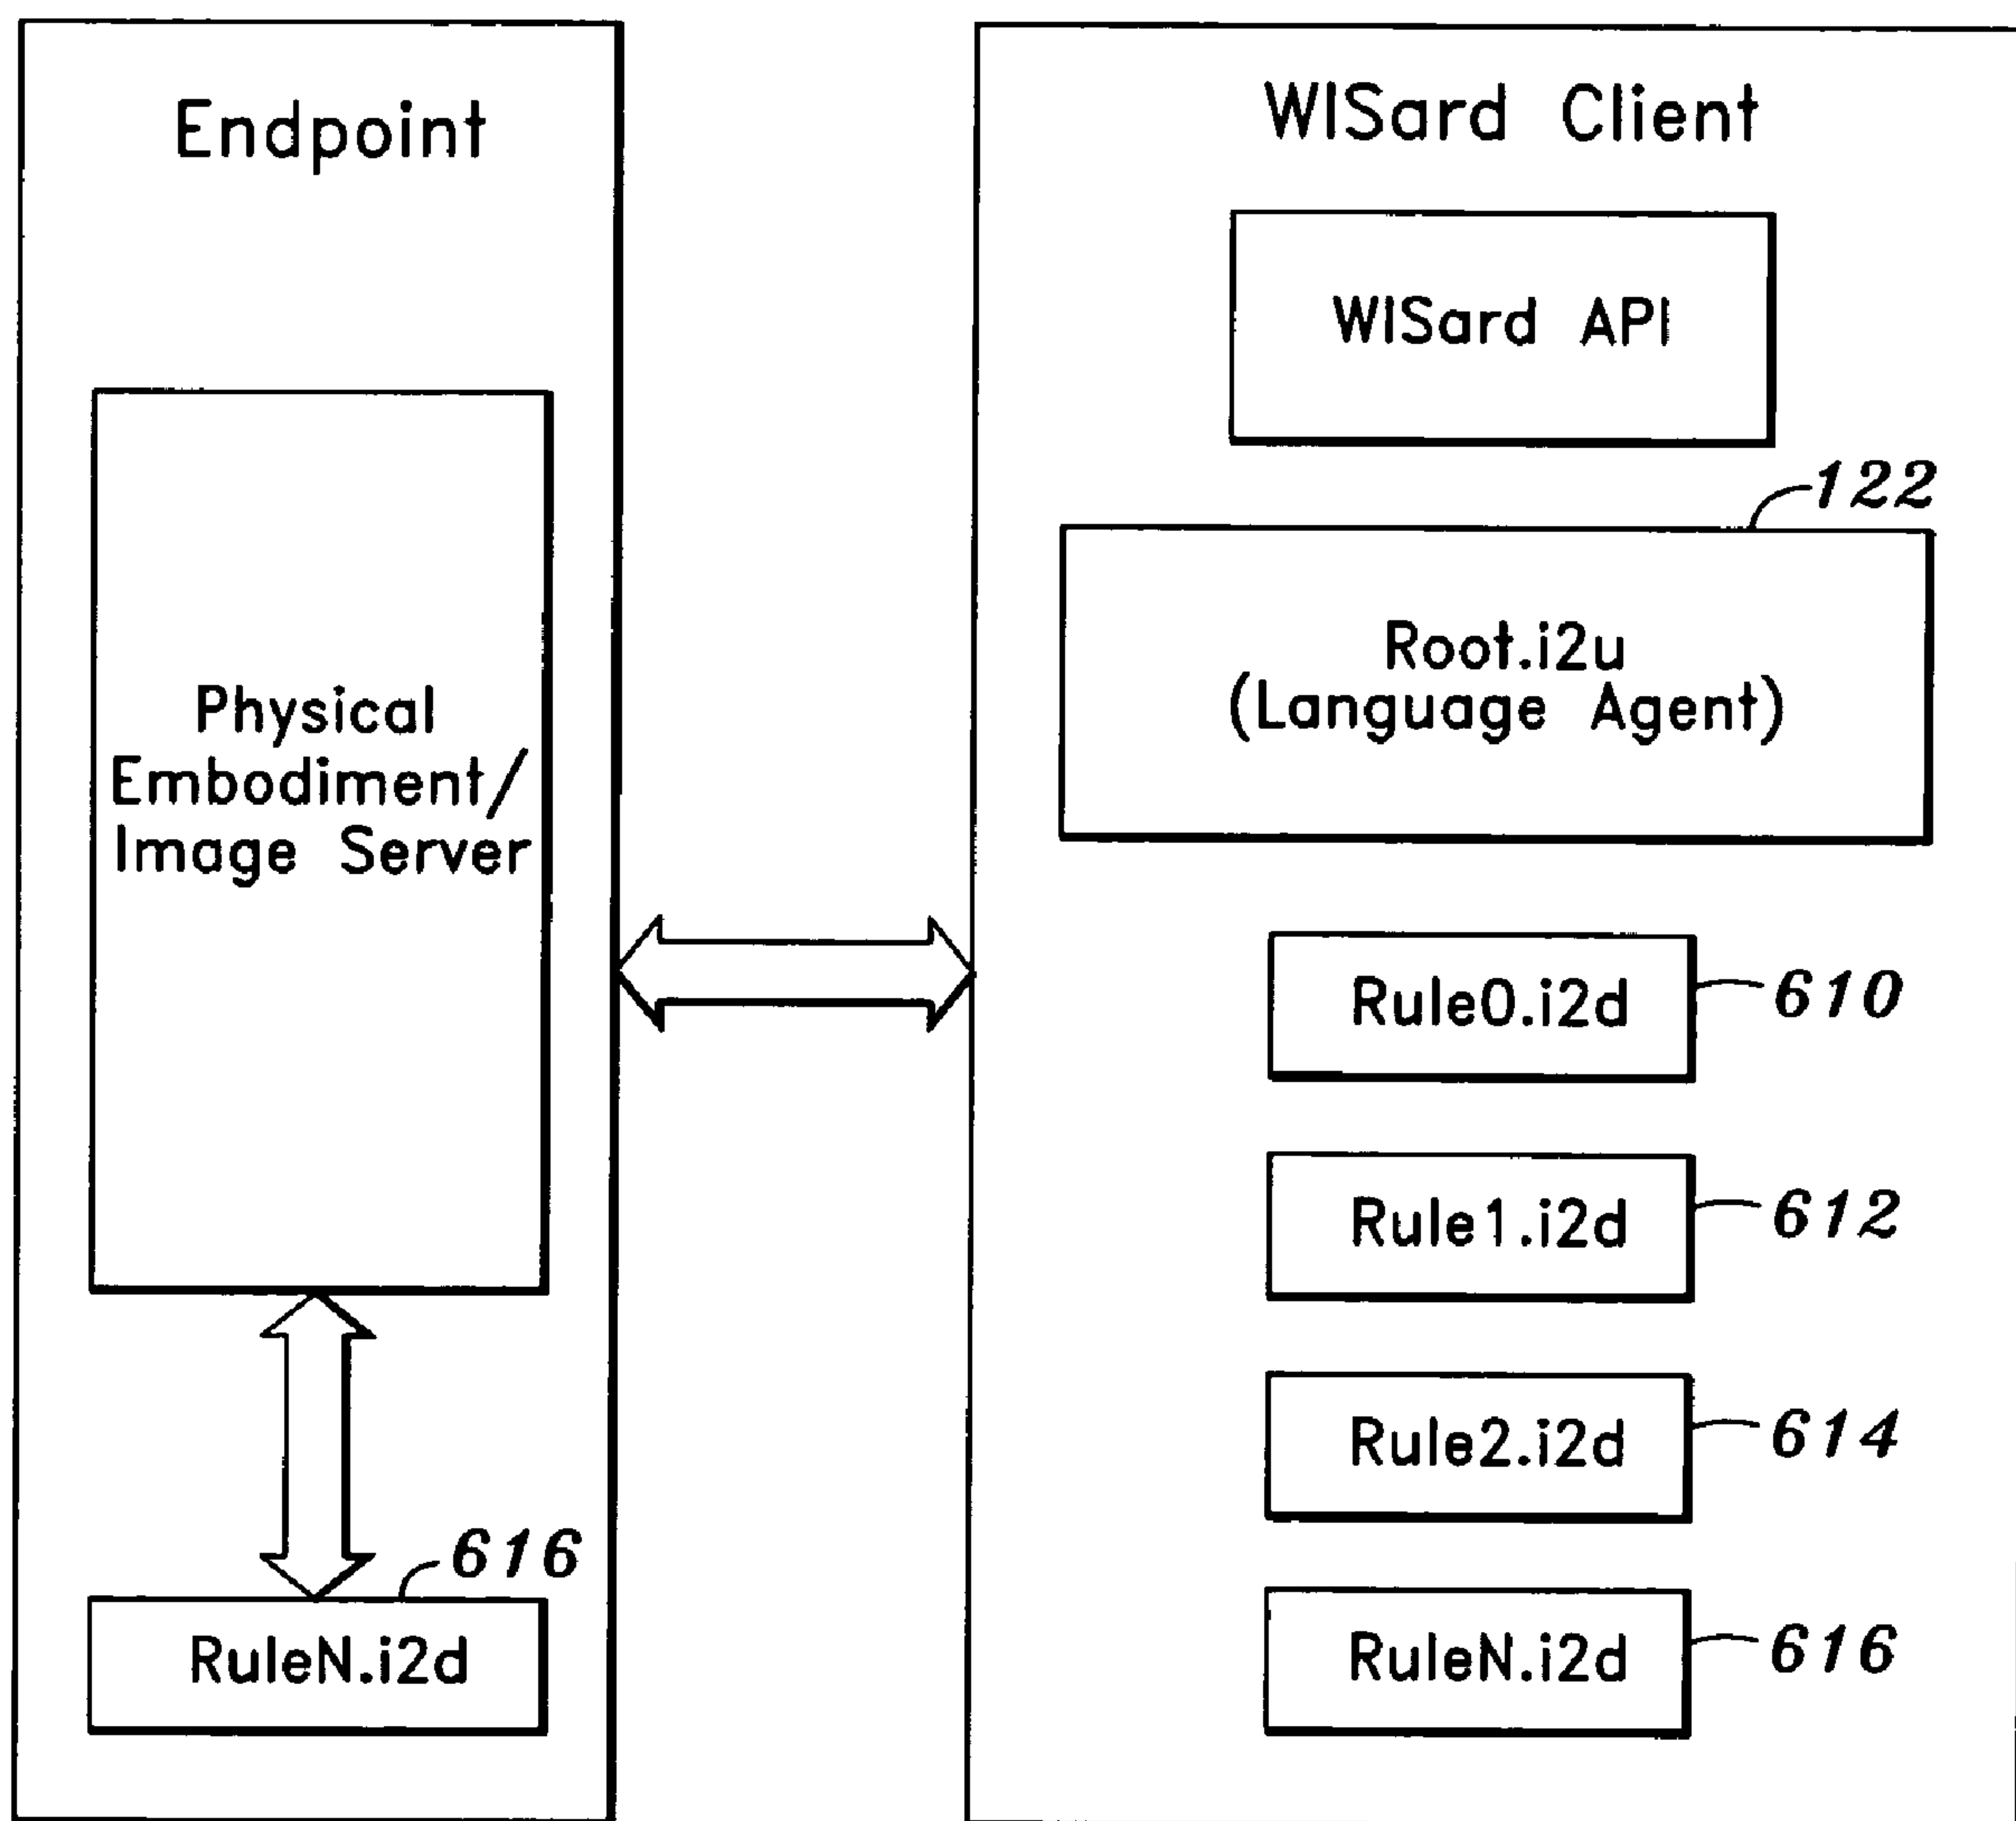 Endpoint
Physical
Embodiment/
Image Server
616
RuleN.i2d
WISard Client
WISard API
122
Root.i2u
(Language Agent)
Rule0.i2d
610
Rule1.i2d
612
Rule2.i2d
614
RuleN.i2d
616